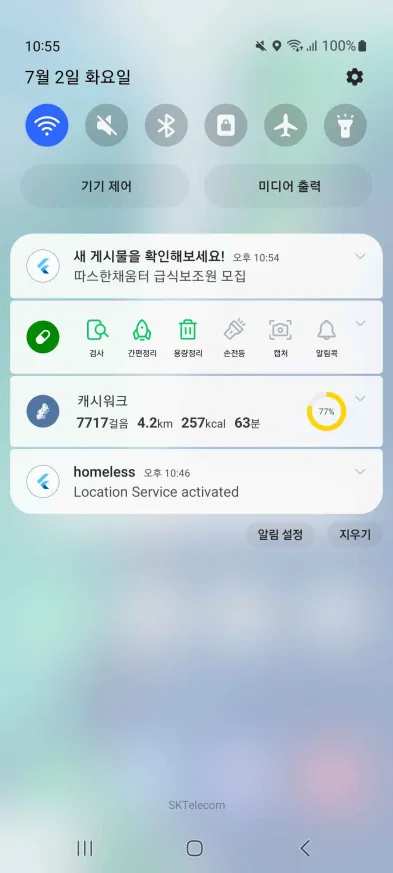 10:55
100%
7월 2일 화요일
기기 제어
미디어 출력
새 게시물을 확인해보세요! 오후 10:54
따스한채움터 급식보조원 모집
검사
간편정리
용량정리
손전등
캡처
알림콕
캐시워크
7717걸음 4.2km 257kcal 63분
77%
homeless 오후 10:46
Location Service activated
알림 설정
지우기
SKTelecom